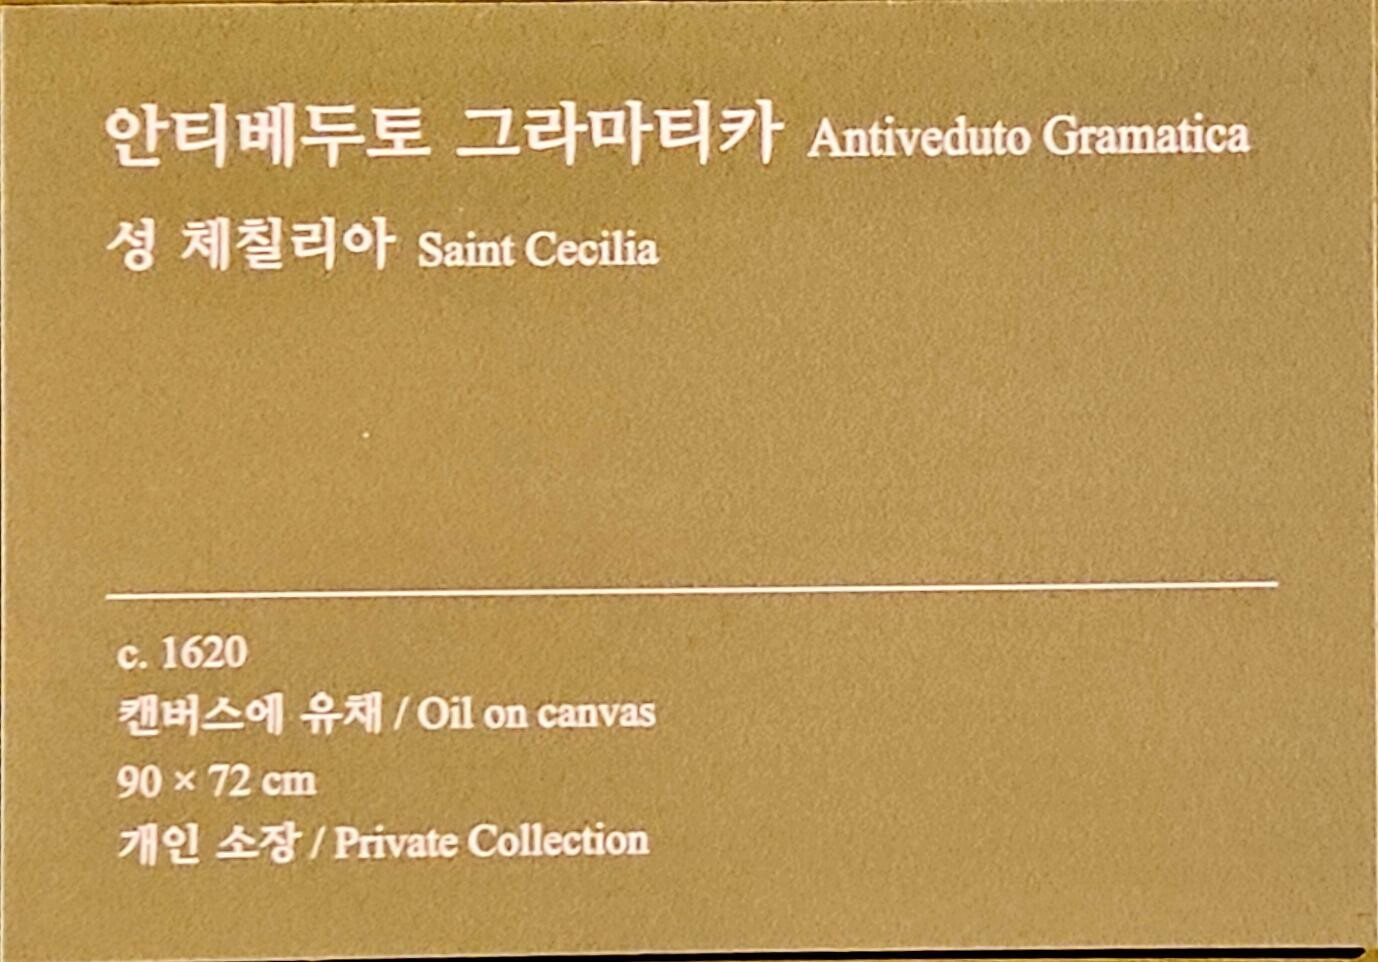 안티베두토 그라마티카 Antiveduto Gramatica
성 체칠리아 Saint Cecilia
c. 1620
캔버스에 유채 / Oil on canvas
90 × 72 cm
개인 소장 / Private Collection